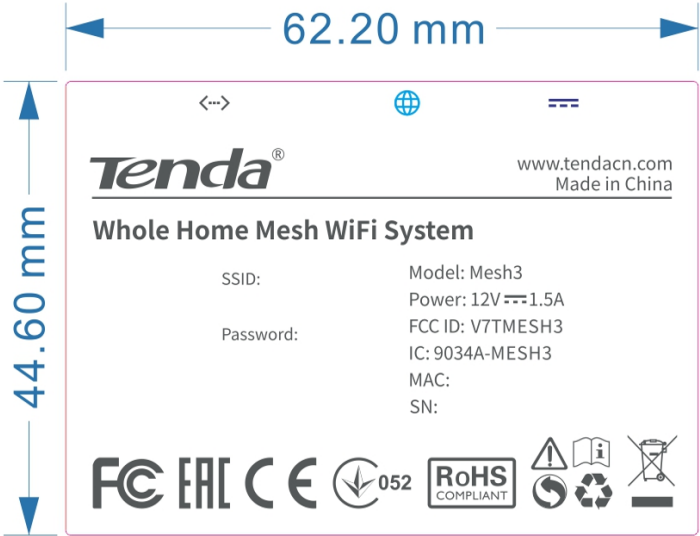 62.20 mm
44.60 mm
Tenda®
www.tendacn.com
Made in China
Whole Home Mesh WiFi System
SSID:
Password:
Model: Mesh3
Power: 12V⎓1.5A
FCC ID: V7TMESH3
IC: 9034A-MESH3
MAC:
SN:
FC EAC CE 052 RoHS
COMPLIANT